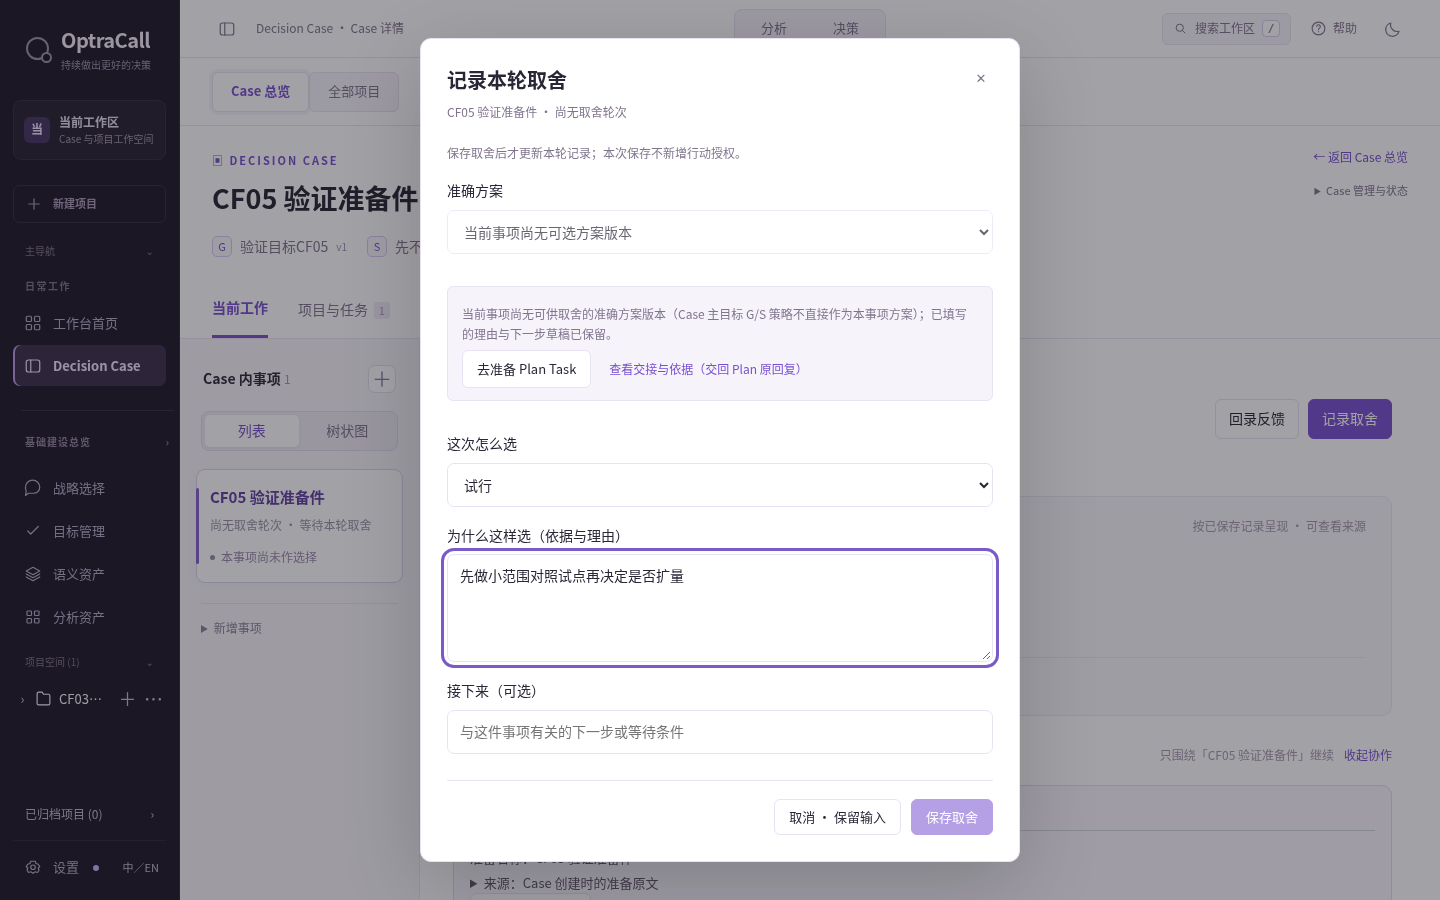 OptraCall
持续做出更好的决策
当
当前工作区
Case 与项目工作空间
新建项目
主导航
日常工作
工作台首页
Decision Case
基础建设总览
战略选择
目标管理
语义资产
分析资产
项目空间 (1)
CF03···
已归档项目 (0)
设置
中／EN
Decision Case · Case 详情
分析
决策
搜索工作区
/
帮助
Case 总览
全部项目
DECISION CASE
← 返回 Case 总览
CF05 验证准备件
▶ Case 管理与状态
G 验证目标CF05 v1
S 先不
当前工作
项目与任务 1
Case 内事项 1
列表
树状图
CF05 验证准备件
尚无取舍轮次 · 等待本轮取舍
本事项尚未作选择
▶ 新增事项
回录反馈
记录取舍
按已保存记录呈现 · 可查看来源
只围绕「CF05 验证准备件」继续
收起协作
▶ 来源：Case 创建时的准备原文
记录本轮取舍
×
CF05 验证准备件 · 尚无取舍轮次
保存取舍后才更新本轮记录；本次保存不新增行动授权。
准确方案
当前事项尚无可选方案版本
当前事项尚无可供取舍的准确方案版本（Case 主目标 G/S 策略不直接作为本事项方案）；已填写
的理由与下一步草稿已保留。
去准备 Plan Task
查看交接与依据（交回 Plan 原回复）
这次怎么选
试行
为什么这样选（依据与理由）
先做小范围对照试点再决定是否扩量
接下来（可选）
与这件事项有关的下一步或等待条件
取消 · 保留输入
保存取舍